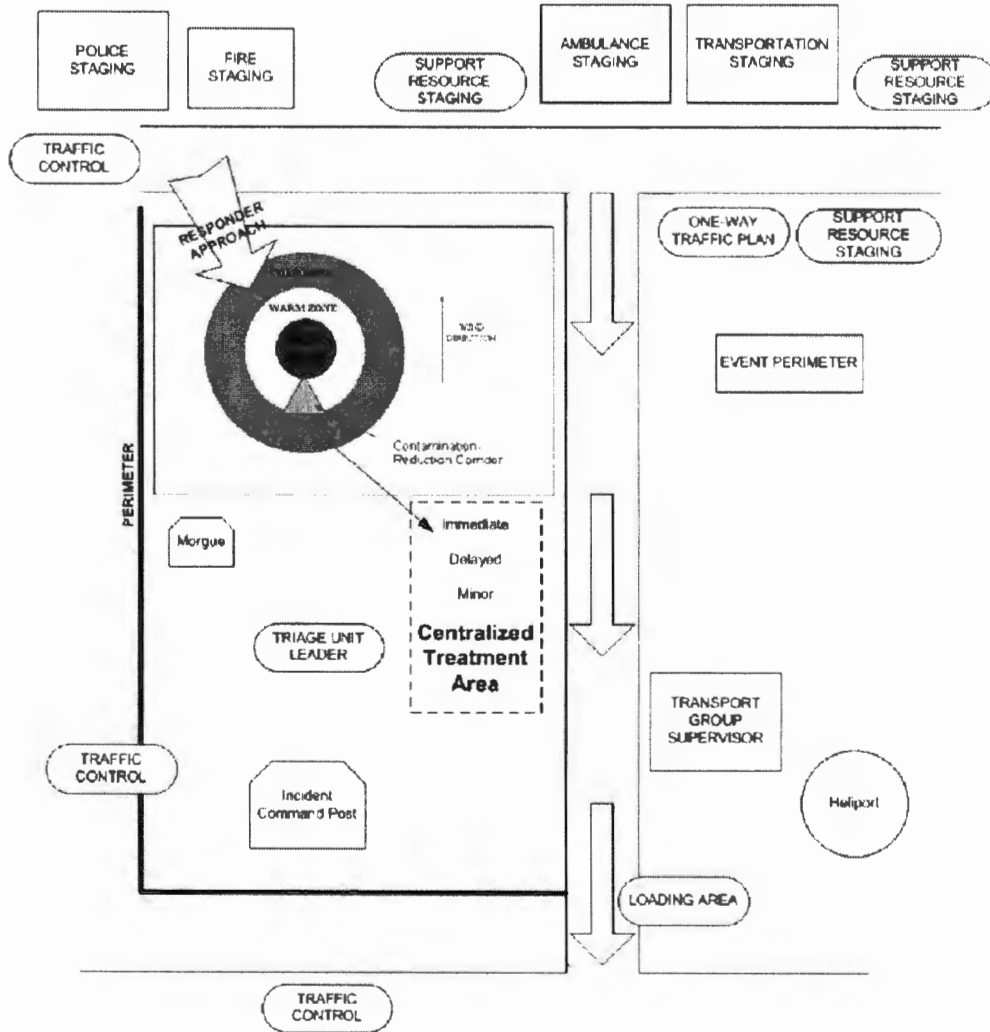 POLICE
STAGING
FIRE
STAGING
SUPPORT
RESOURCE
STAGING
AMBULANCE
STAGING
TRANSPORTATION
STAGING
SUPPORT
RESOURCE
STAGING
TRAFFIC
CONTROL
RESPONDER
APPROACH
ONE-WAY
TRAFFIC PLAN
SUPPORT
RESOURCE
STAGING
WARM ZONE
WIND
DIRECTION
EVENT PERIMETER
Contamination-
Reduction Corridor
PERIMETER
Morgue
Immediate
Delayed
Minor
Centralized
Treatment
Area
TRIAGE UNIT
LEADER
TRANSPORT
GROUP
SUPERVISOR
TRAFFIC
CONTROL
Incident
Command Post
Heliport
LOADING AREA
TRAFFIC
CONTROL